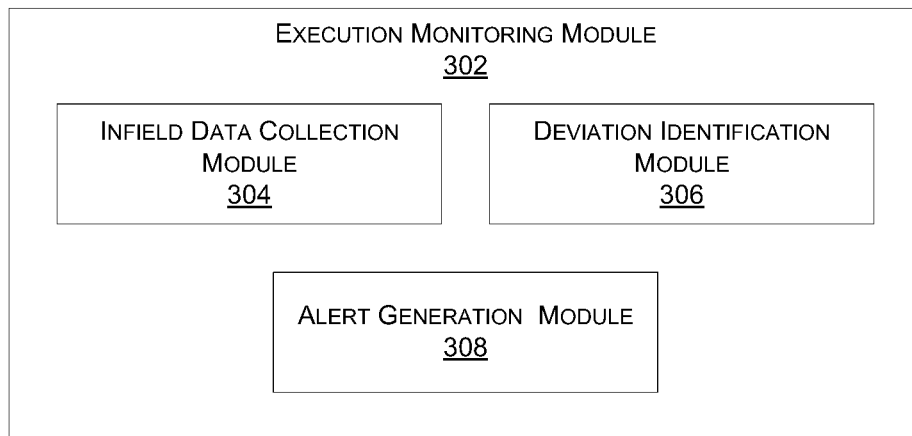 EXECUTION MONITORING MODULE
302
INFIELD DATA COLLECTION
MODULE
304
DEVIATION IDENTIFICATION
MODULE
306
ALERT GENERATION MODULE
308